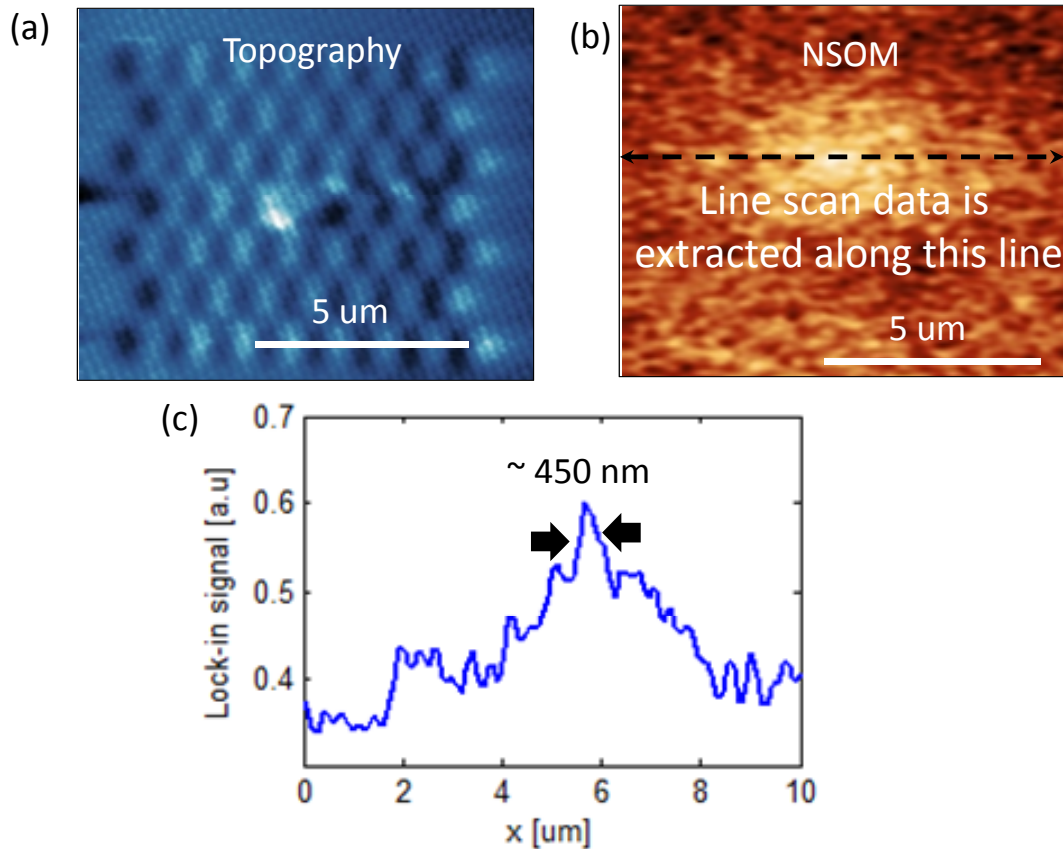 (a)
Topography
5 um
(b)
NSOM
Line scan data is
extracted along this line
5 um
(c)
0.7
0.6
0.5
0.4
Lock-in signal [a.u]
~ 450 nm
0 2 4 6 8 10
x [um]